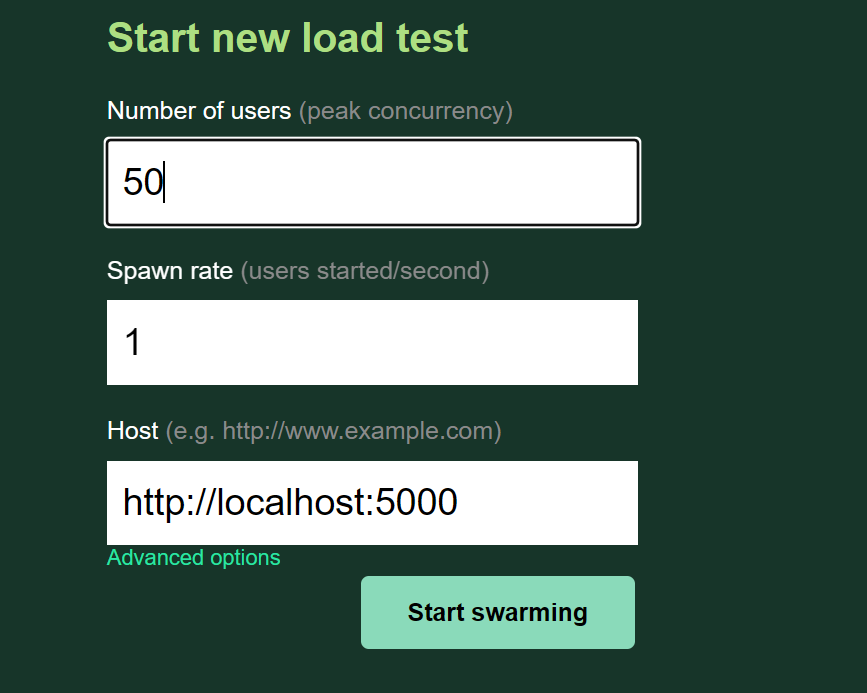 Start new load test
Number of users (peak concurrency)
50
Spawn rate (users started/second)
1
Host (e.g. http://www.example.com)
http://localhost:5000
Advanced options
Start swarming